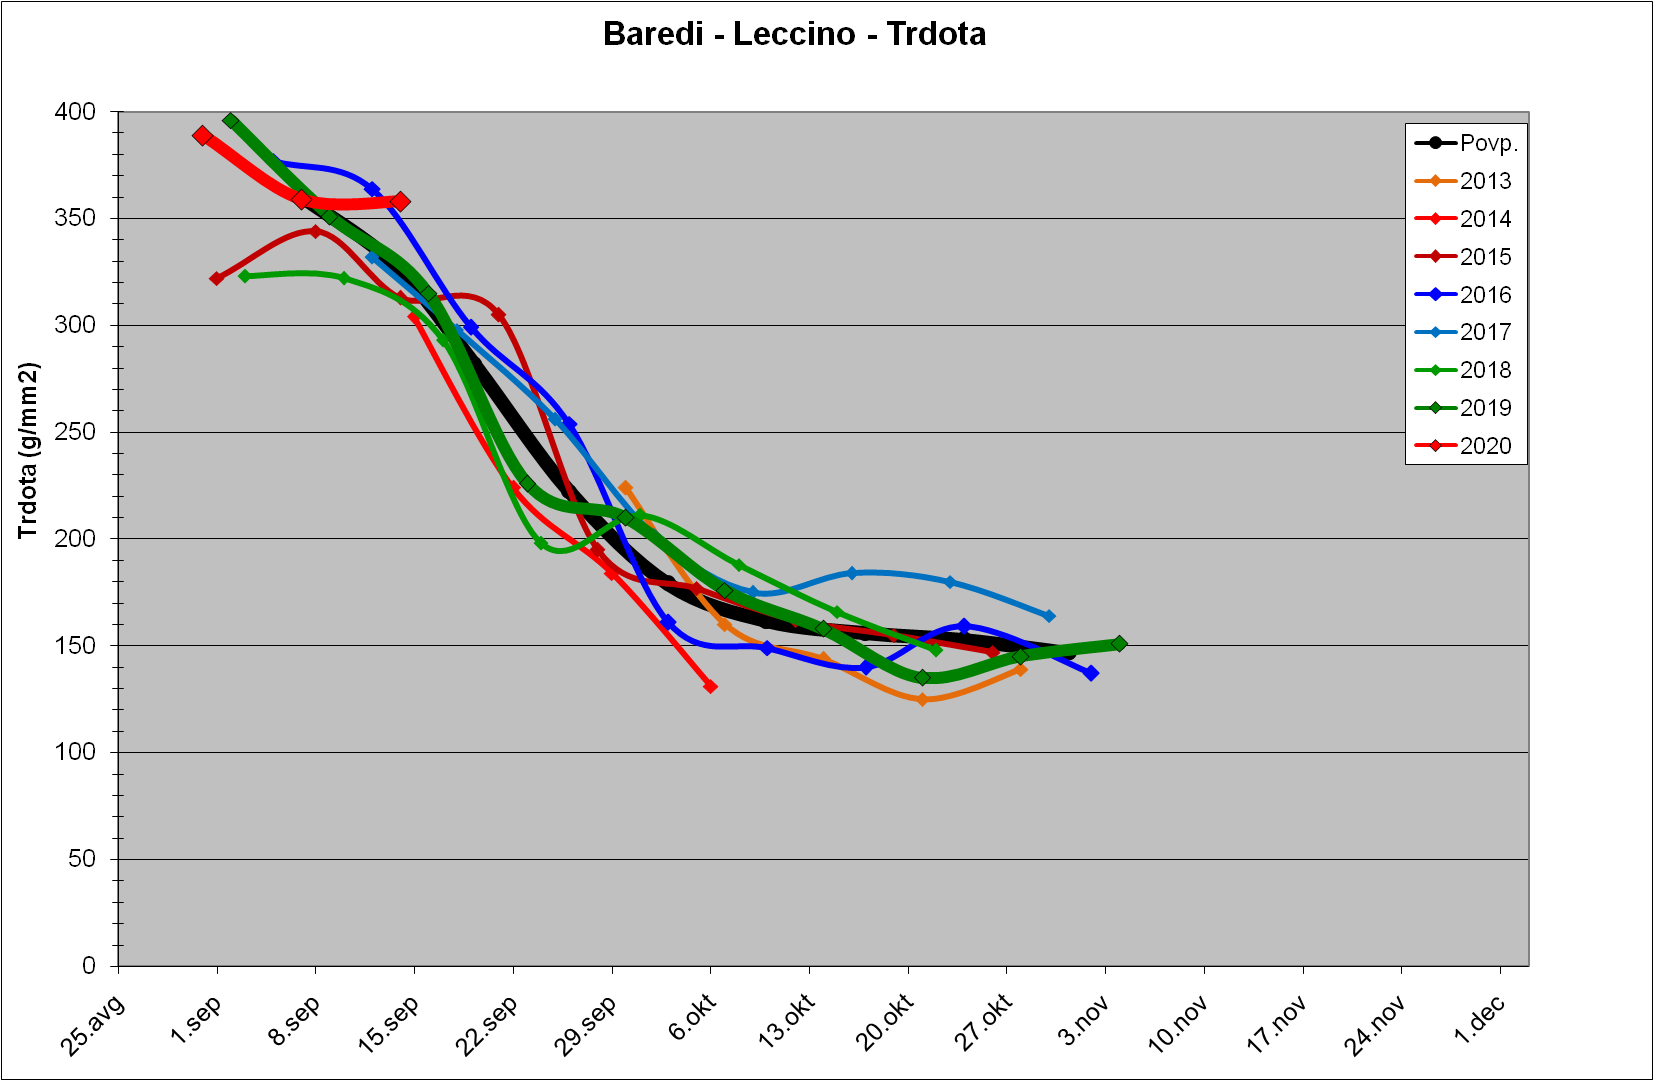 Baredi - Leccino - Trdota
Trdota (g/mm2)
400
350
300
250
200
150
100
50
0
25.avg
1.sep
8.sep
15.sep
22.sep
29.sep
6.okt
13.okt
20.okt
27.okt
3.nov
10.nov
17.nov
24.nov
1.dec
Povp.
2013
2014
2015
2016
2017
2018
2019
2020